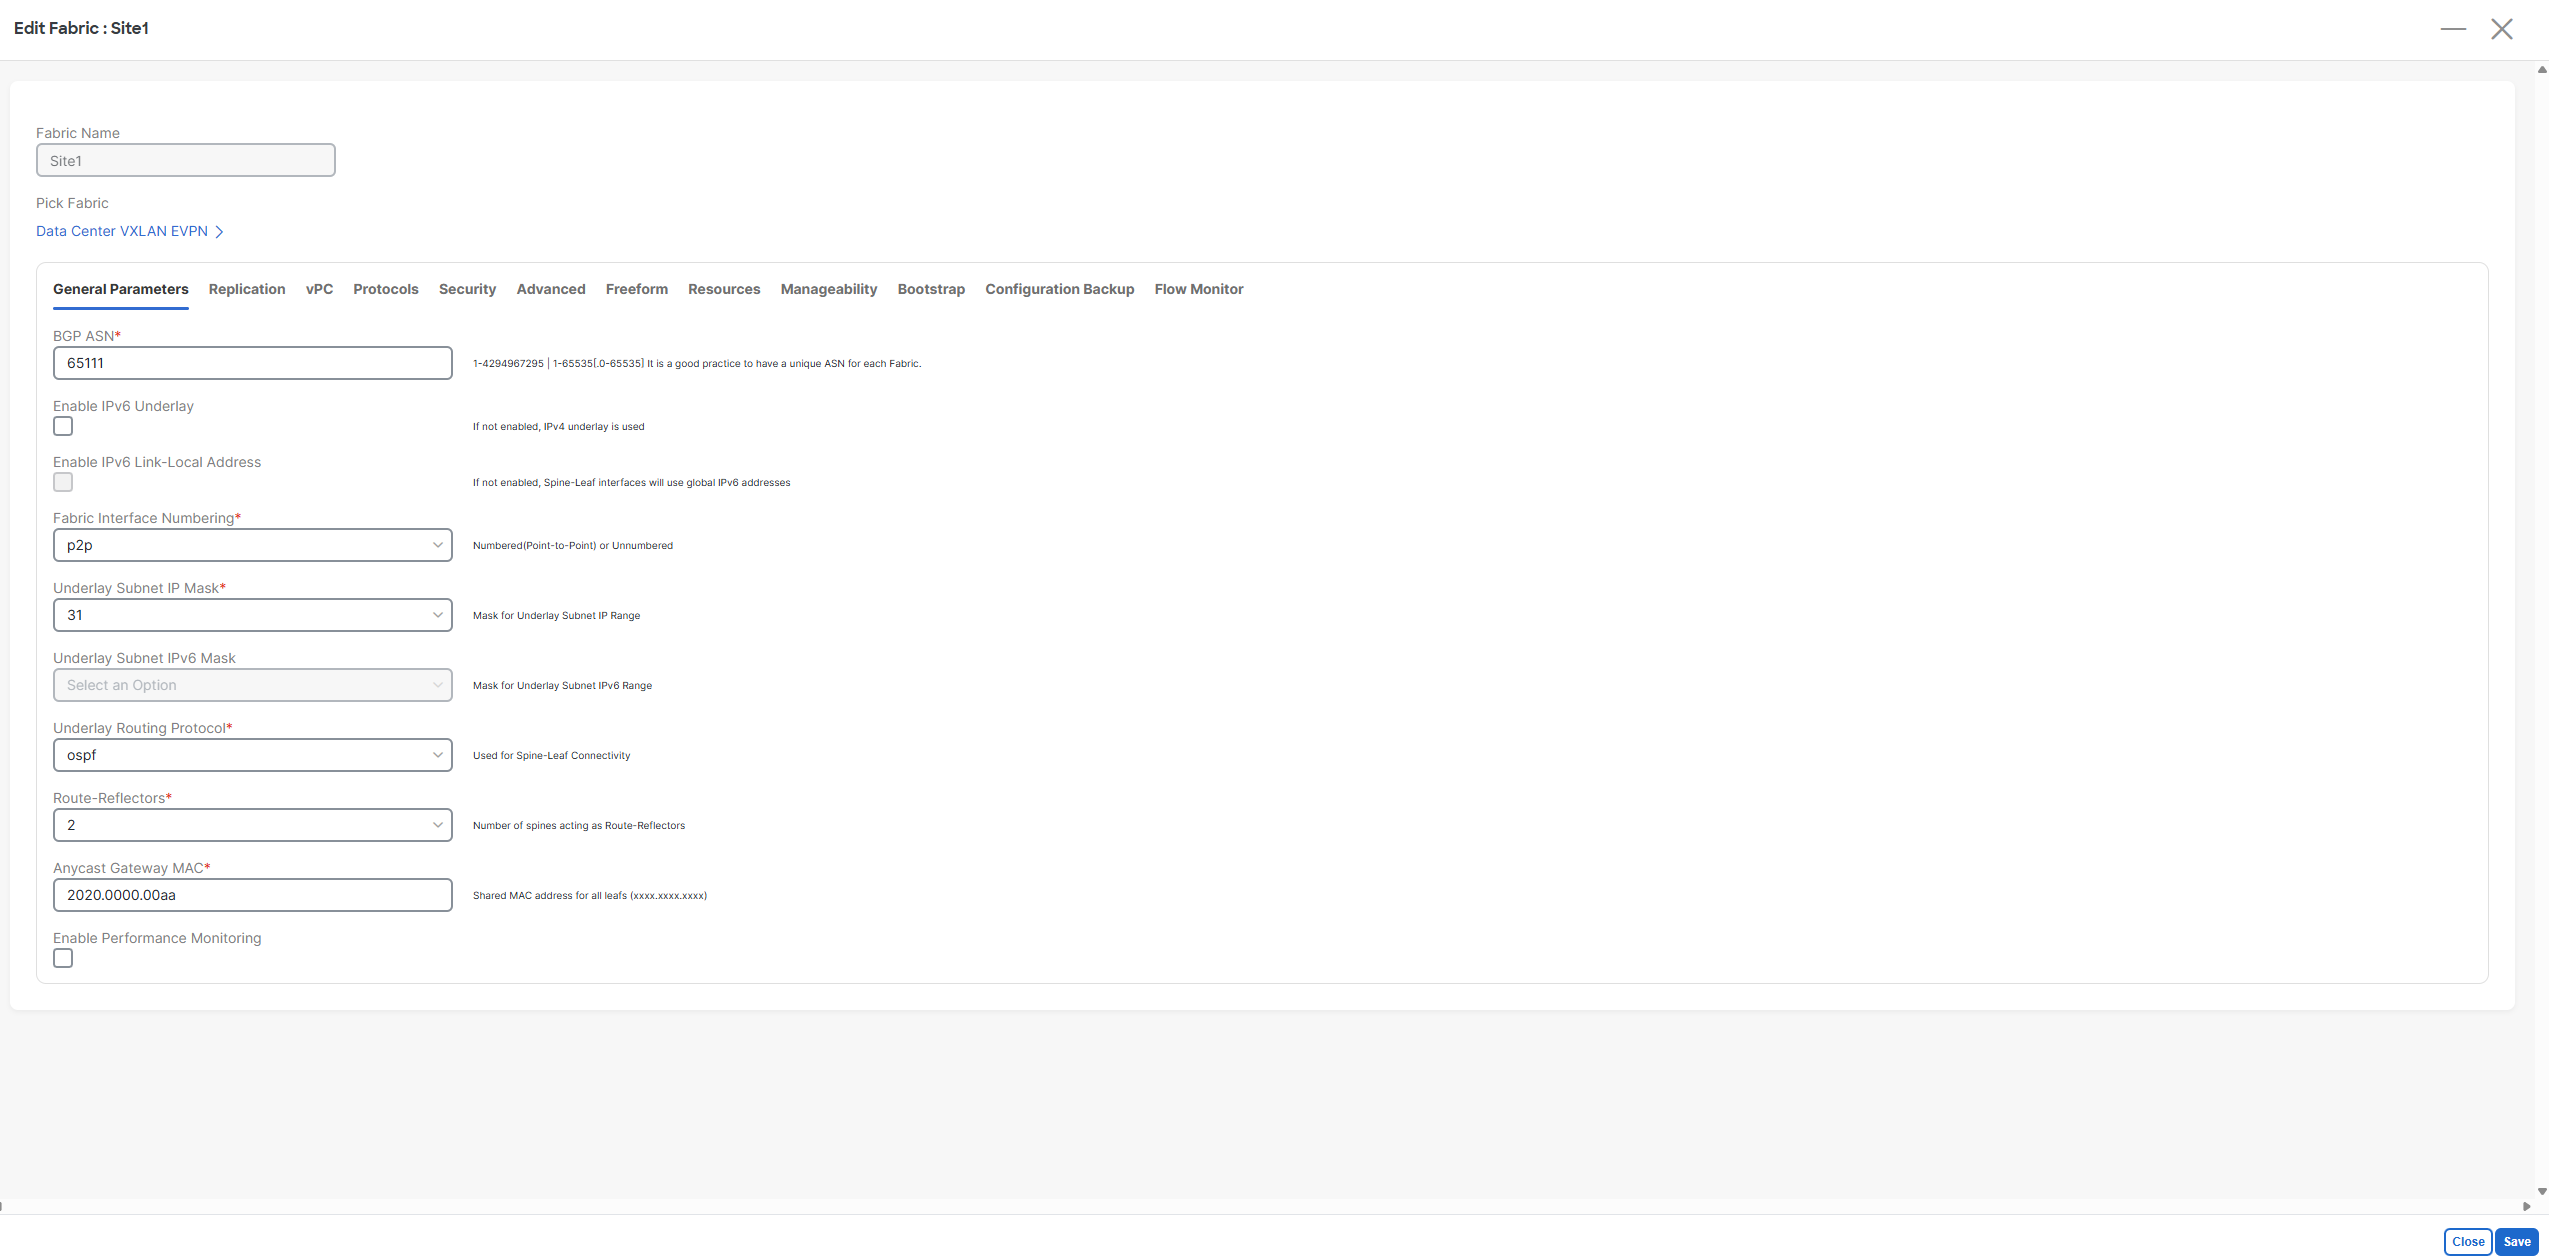 Edit Fabric : Site1
Fabric Name
Site1
Pick Fabric
Data Center VXLAN EVPN
General Parameters Replication vPC Protocols Security Advanced Freeform Resources Manageability Bootstrap Configuration Backup Flow Monitor
BGP ASN*
65111
1-4294967295 | 1-65535[.0-65535] It is a good practice to have a unique ASN for each Fabric.
Enable IPv6 Underlay
If not enabled, IPv4 underlay is used
Enable IPv6 Link-Local Address
If not enabled, Spine-Leaf interfaces will use global IPv6 addresses
Fabric Interface Numbering*
p2p
Numbered(Point-to-Point) or Unnumbered
Underlay Subnet IP Mask*
31
Mask for Underlay Subnet IP Range
Underlay Subnet IPv6 Mask
Select an Option
Mask for Underlay Subnet IPv6 Range
Underlay Routing Protocol*
ospf
Used for Spine-Leaf Connectivity
Route-Reflectors*
2
Number of spines acting as Route-Reflectors
Anycast Gateway MAC*
2020.0000.00aa
Shared MAC address for all leafs (xxxx.xxxx.xxxx)
Enable Performance Monitoring
Close Save